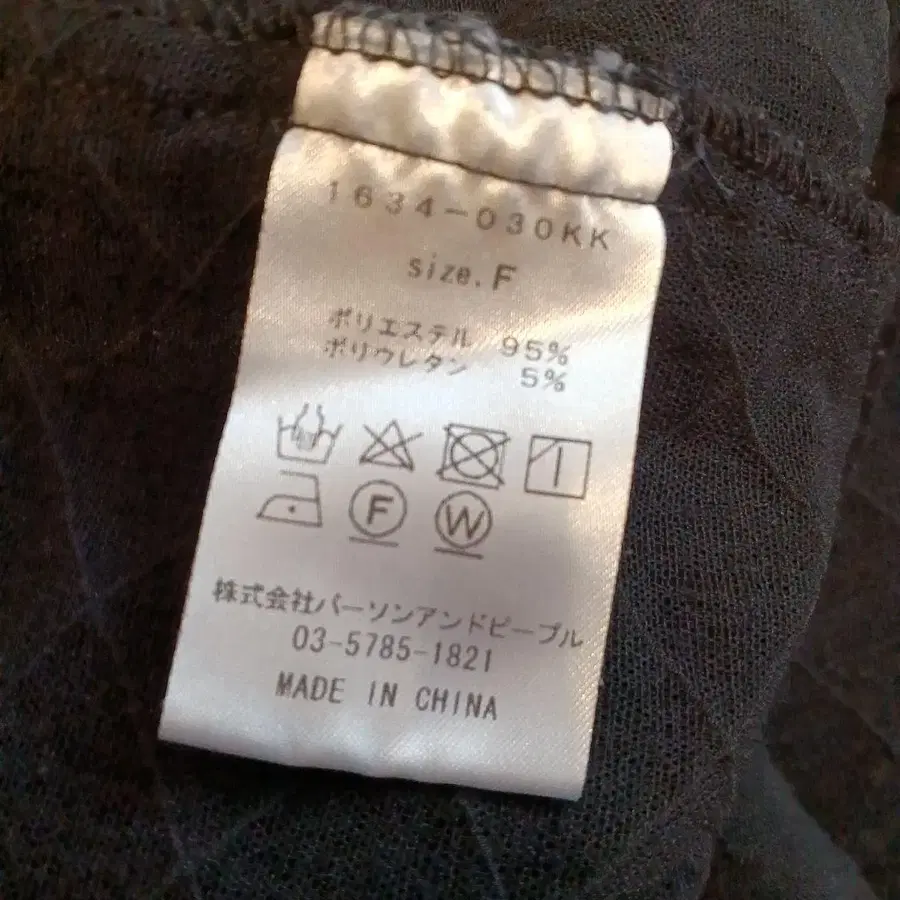 1634-030KK
size. F
ポリエステル 95%
ポリウレタン 5%
F W
株式会社パーソンアンドピープル
03-5785-1821
MADE IN CHINA